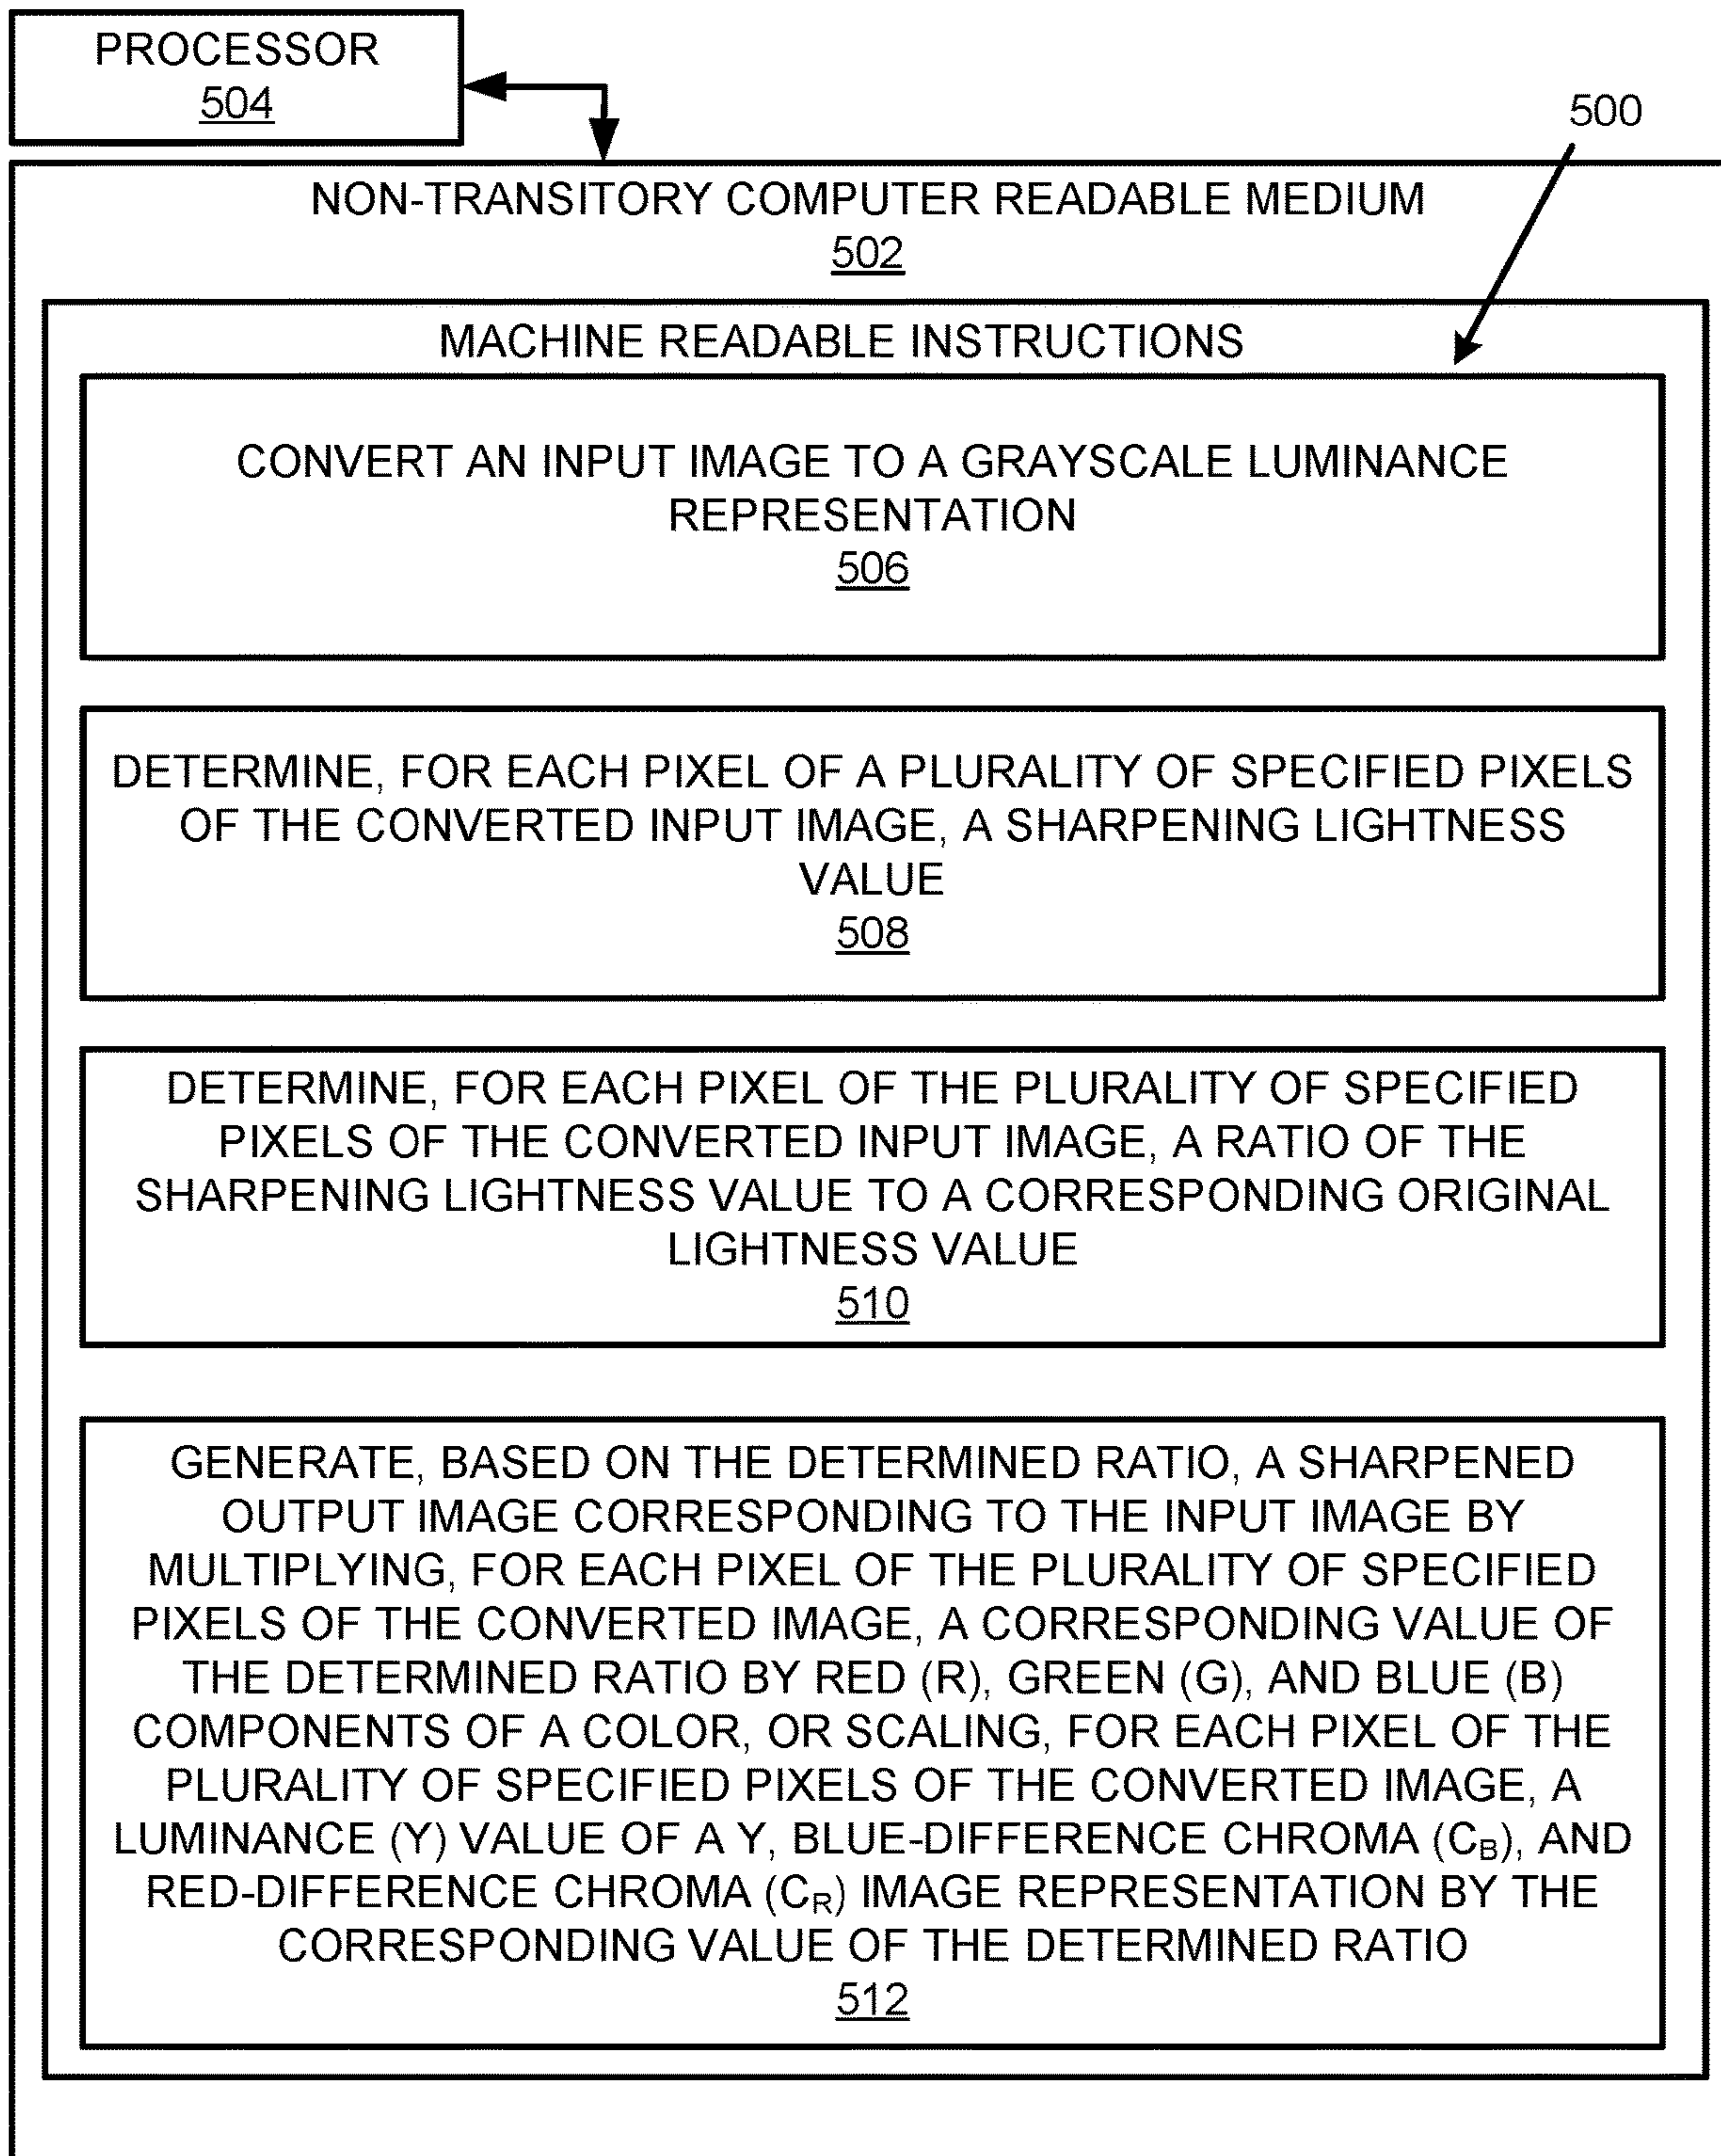 PROCESSOR
504
500
NON-TRANSITORY COMPUTER READABLE MEDIUM
502
MACHINE READABLE INSTRUCTIONS
CONVERT AN INPUT IMAGE TO A GRAYSCALE LUMINANCE
REPRESENTATION
506
DETERMINE, FOR EACH PIXEL OF A PLURALITY OF SPECIFIED PIXELS
OF THE CONVERTED INPUT IMAGE, A SHARPENING LIGHTNESS
VALUE
508
DETERMINE, FOR EACH PIXEL OF THE PLURALITY OF SPECIFIED
PIXELS OF THE CONVERTED INPUT IMAGE, A RATIO OF THE
SHARPENING LIGHTNESS VALUE TO A CORRESPONDING ORIGINAL
LIGHTNESS VALUE
510
GENERATE, BASED ON THE DETERMINED RATIO, A SHARPENED
OUTPUT IMAGE CORRESPONDING TO THE INPUT IMAGE BY
MULTIPLYING, FOR EACH PIXEL OF THE PLURALITY OF SPECIFIED
PIXELS OF THE CONVERTED IMAGE, A CORRESPONDING VALUE OF
THE DETERMINED RATIO BY RED (R), GREEN (G), AND BLUE (B)
COMPONENTS OF A COLOR, OR SCALING, FOR EACH PIXEL OF THE
PLURALITY OF SPECIFIED PIXELS OF THE CONVERTED IMAGE, A
LUMINANCE (Y) VALUE OF A Y, BLUE-DIFFERENCE CHROMA (C_B), AND
RED-DIFFERENCE CHROMA (C_R) IMAGE REPRESENTATION BY THE
CORRESPONDING VALUE OF THE DETERMINED RATIO
512